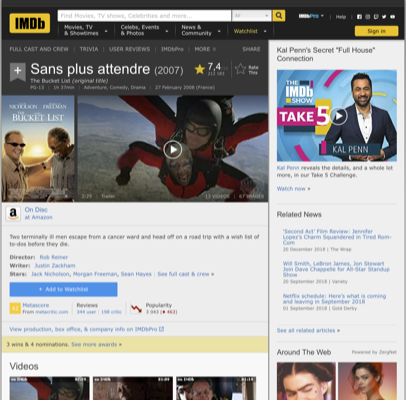 IMDb
Find Movies, TV shows, Celebrities and more...
All
IMDbPro
Help
Movies, TV & Showtimes
Celebs, Events & Photos
News & Community
Watchlist
Sign in
FULL CAST AND CREW | TRIVIA | USER REVIEWS | IMDbPro | MORE
SHARE
Sans plus attendre (2007)
The Bucket List (original title)
PG-13 | 1h 37min | Adventure, Comedy, Drama | 27 February 2008 (France)
7,4
Rate This
NICHOLSON FREEMAN
THE BUCKET LIST
2:29 | Trailer
13 VIDEOS | 67 IMAGES
On Disc
at Amazon
Two terminally ill men escape from a cancer ward and head off on a road trip with a wish list of
to-dos before they die.
Director: Rob Reiner
Writer: Justin Zackham
Stars: Jack Nicholson, Morgan Freeman, Sean Hayes | See full cast & crew »
+ Add to Watchlist
Metascore
From metacritic.com
Reviews
344 user | 198 critic
Popularity
3 043 (463)
View production, box office, & company info on IMDbPro
3 wins & 4 nominations. See more awards »
Videos
Kal Penn's Secret "Full House"
Connection
THE
IMDb
SHOW
TAKE 5
KAL PENN
Kal Penn reveals the details, and a whole lot
more, in our Take 5 Challenge.
Watch now »
Related News
'Second Act' Film Review: Jennifer
Lopez's Charm Squandered in Tired Rom-
Com
20 December 2018 | The Wrap
Will Smith, LeBron James, Jon Stewart
Join Dave Chappelle for All-Star Standup
Show
20 September 2018 | Variety
Netflix schedule: Here's what is coming
and leaving in September 2018
01 September 2018 | Gold Derby
See all related articles »
Around The Web
Powered by ZergNet